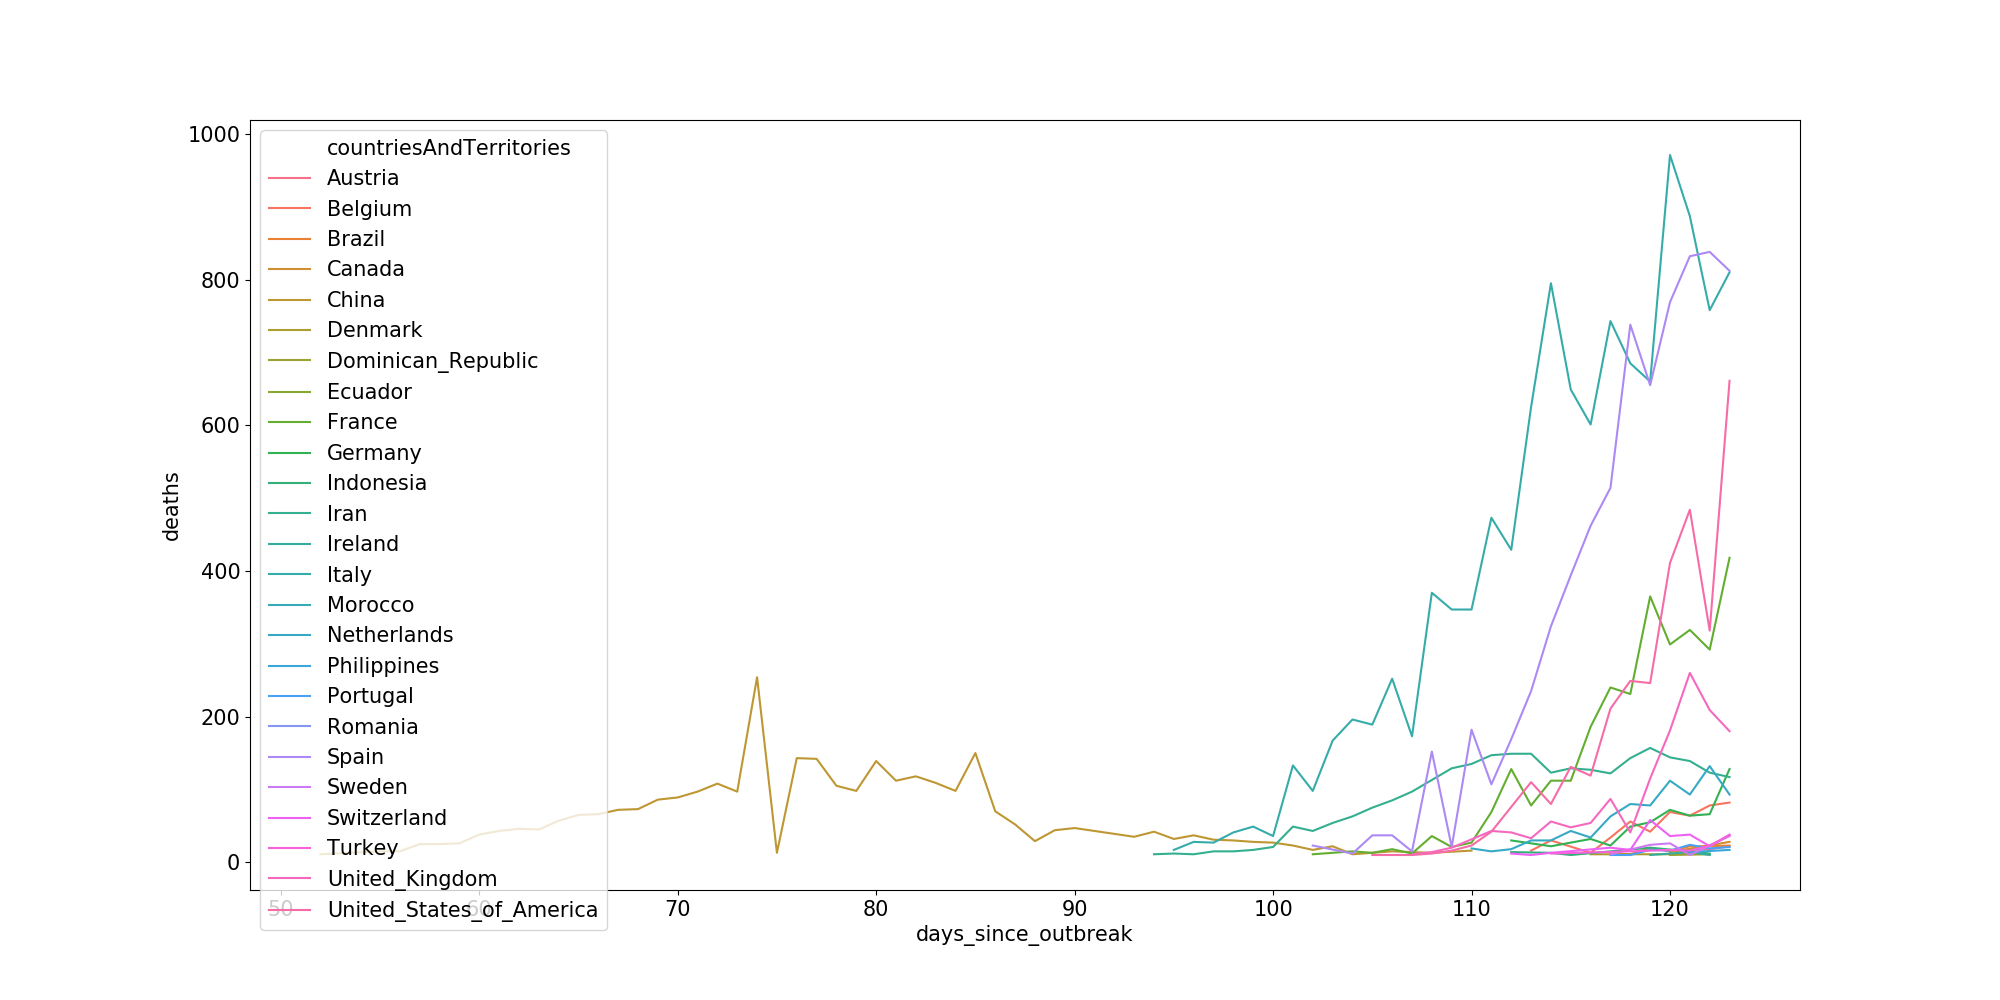 1000
800
600
400
200
0
deaths
countriesAndTerritories
Austria
Belgium
Brazil
Canada
China
Denmark
Dominican_Republic
Ecuador
France
Germany
Indonesia
Iran
Ireland
Italy
Morocco
Netherlands
Philippines
Portugal
Romania
Spain
Sweden
Switzerland
Turkey
United_Kingdom
United_States_of_America
50 60 70 80 90 100 110 120
days_since_outbreak